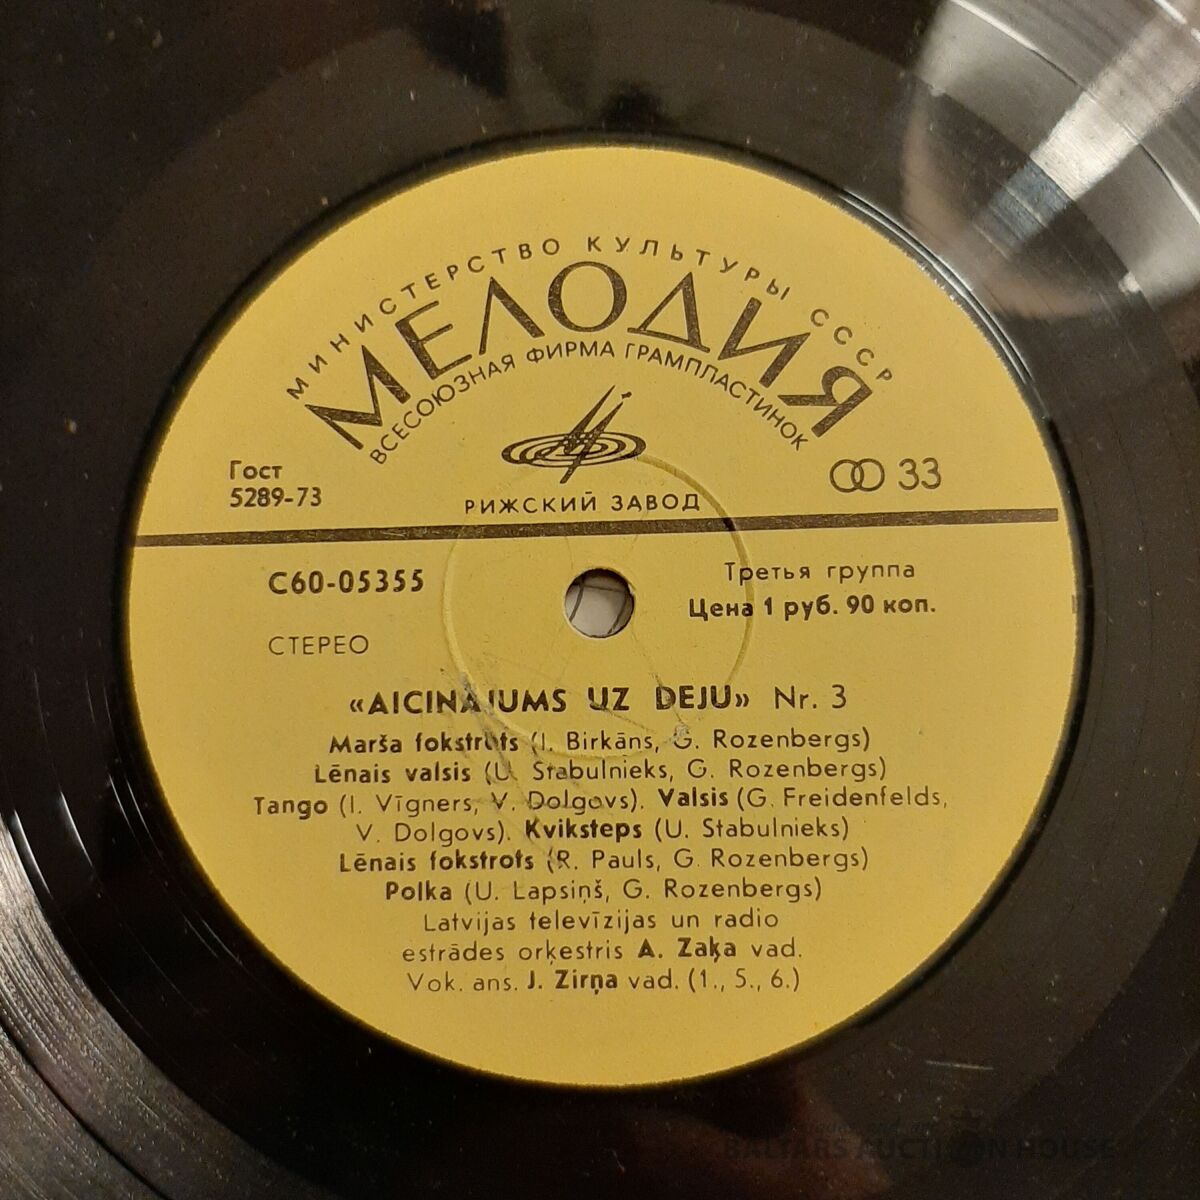 МИНИСТЕРСТВО КУЛЬТУРЫ СССР
МЕЛОДИЯ
ВСЕСОЮЗНАЯ ФИРМА ГРАМПЛАСТИНОК
Гост
5289-73
33
РИЖСКИЙ ЗАВОД
С60-05355
Третья группа
Цена 1 руб. 90 коп.
СТЕРЕО
«AICINĀJUMS UZ DEJU» Nr. 3
Marša fokstrots (I. Birkāns, G. Rozenbergs)
Lēnais valsis (U. Stabulnieks, G. Rozenbergs)
Tango (I. Vīgners, V. Dolgovs). Valsis (G. Freidenfelds,
V. Dolgovs). Kviksteps (U. Stabulnieks)
Lēnais fokstrots (R. Pauls, G. Rozenbergs)
Polka (U. Lapsiņš, G. Rozenbergs)
Latvijas televīzijas un radio
estrādes orķestris A. Zaķa vad.
Vok. ans. J. Zirņa vad. (1., 5., 6.)
BALTARS AUCTION HOUSE